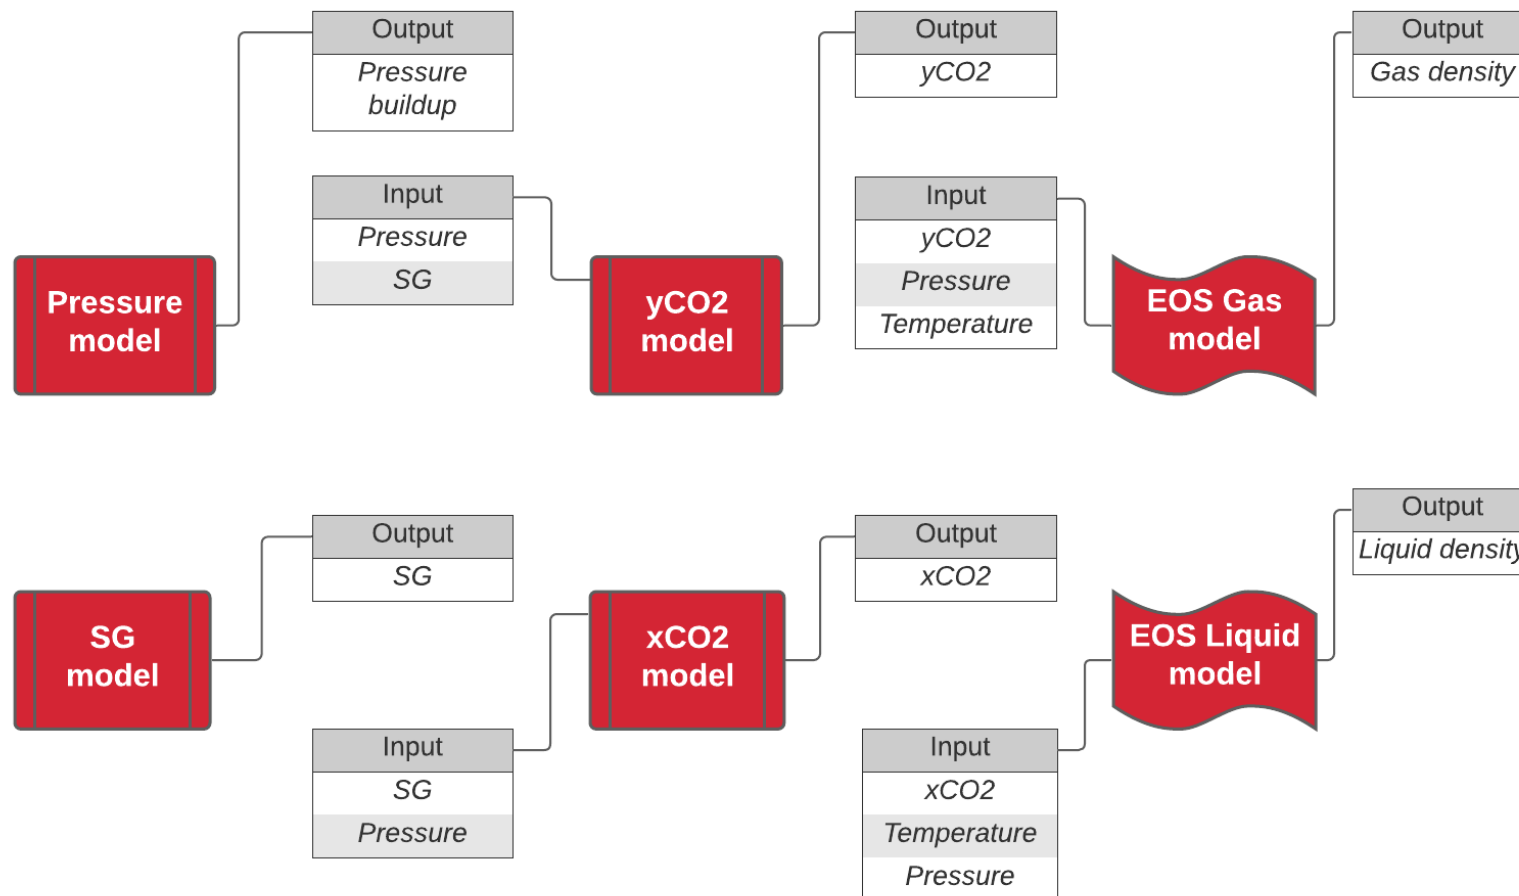 Output
Pressure
buildup
Output
yCO2
Output
Gas density
Input
Pressure
SG
Input
yCO2
Pressure
Temperature
Pressure
model
yCO2
model
EOS Gas
model
Output
SG
Output
xCO2
Output
Liquid density
SG
model
xCO2
model
EOS Liquid
model
Input
SG
Pressure
Input
xCO2
Temperature
Pressure